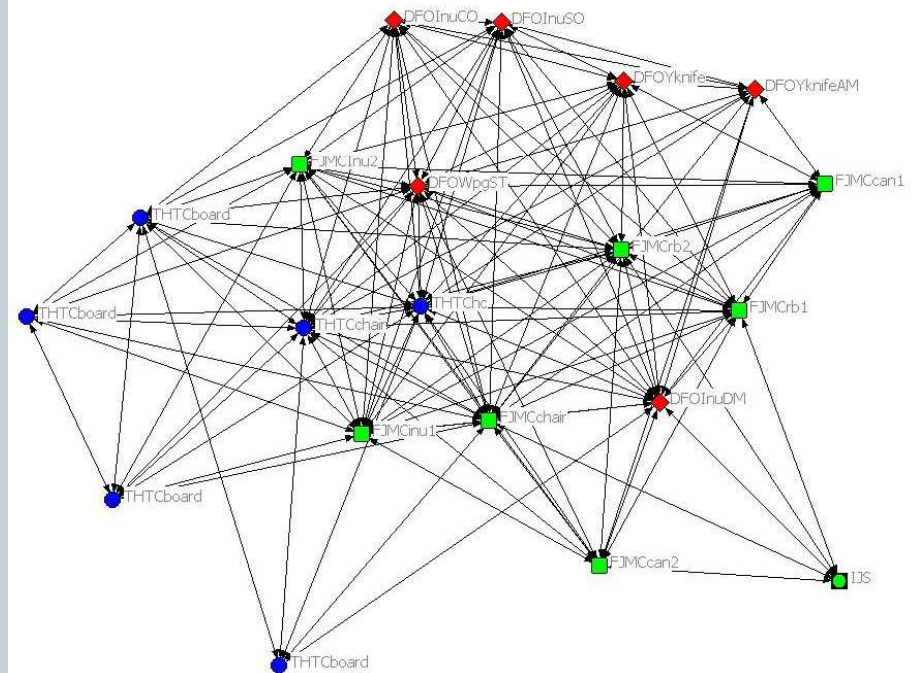 DFOInuCO
DFOInuSO
DFOYknife
DFOYknifeAM
FJMCInu2
DFOWpgST
FJMCcan1
THTCboard
FJMCrb2
THTChc
FJMCrb1
THTCboard
THTCchair
DFOInuDM
FJMCchair
FJMCinu1
THTCboard
FJMCcan2
IJS
THTCboard